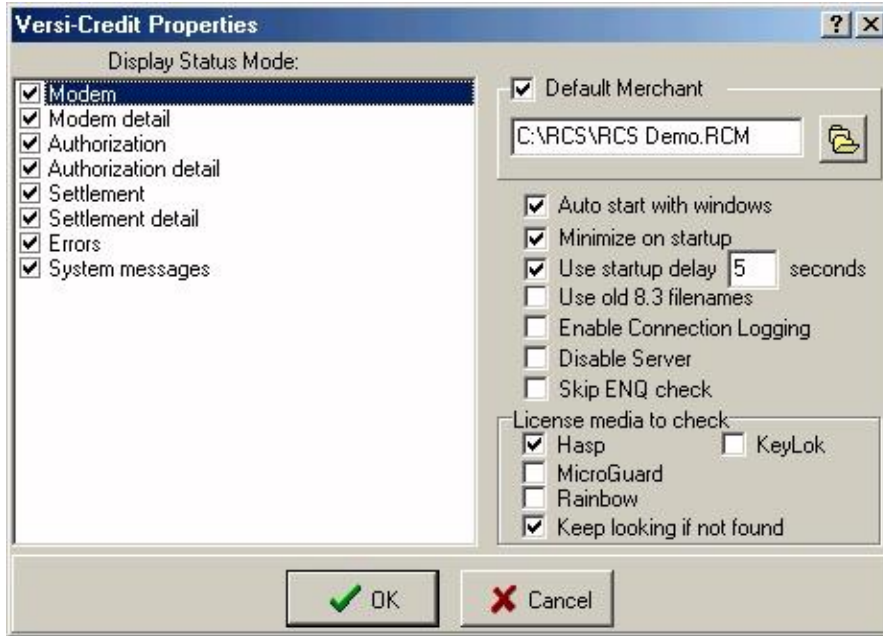 Versi-Credit Properties
Display Status Mode:
Modem
Modem detail
Authorization
Authorization detail
Settlement
Settlement detail
Errors
System messages
Default Merchant
C:\RCS\RCS Demo.RCM
Auto start with windows
Minimize on startup
Use startup delay 5 seconds
Use old 8.3 filenames
Enable Connection Logging
Disable Server
Skip ENQ check
License media to check
Hasp KeyLok
MicroGuard
Rainbow
Keep looking if not found
OK Cancel